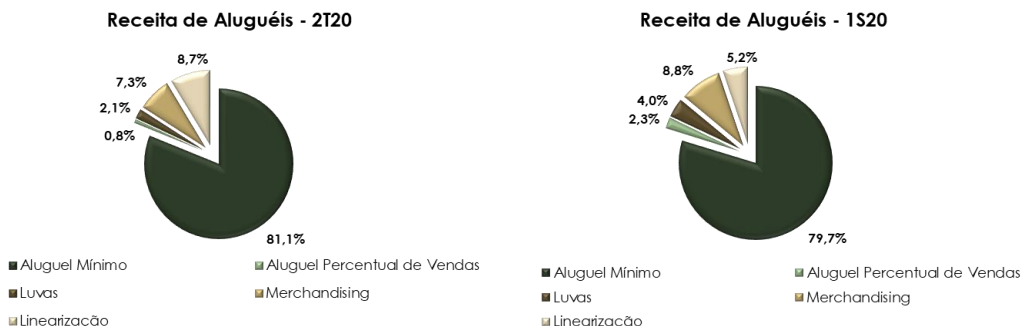 Receita de Aluguéis - 2T20
8,7%
7,3%
2,1%
0,8%
81,1%
Aluguel Mínimo
Aluguel Percentual de Vendas
Luvas
Merchandising
Linearização
Receita de Aluguéis - 1S20
5,2%
8,8%
4,0%
2,3%
79,7%
Aluguel Mínimo
Aluguel Percentual de Vendas
Luvas
Merchandising
Linearização